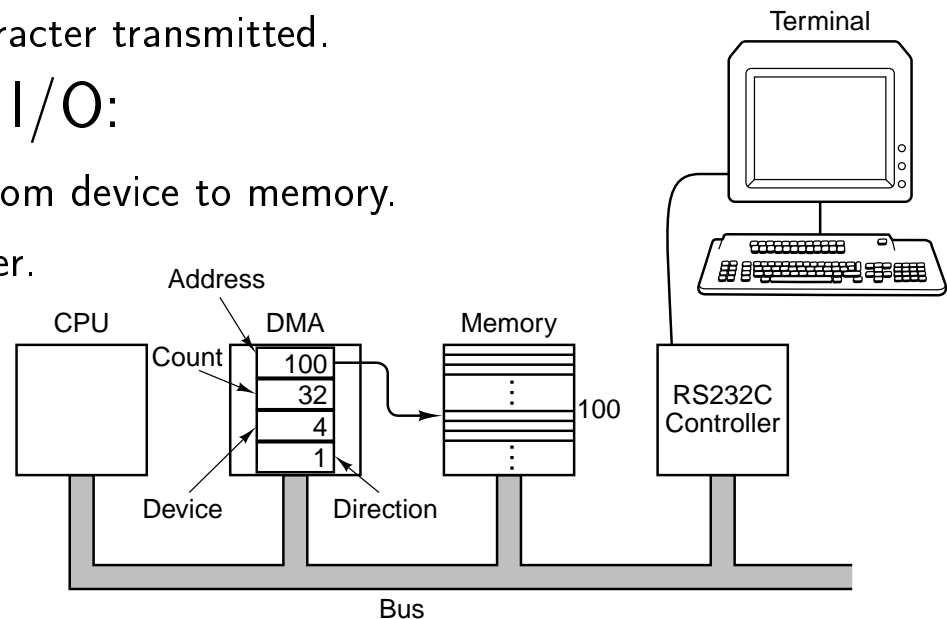 racter transmitted.
I/O:
om device to memory.
er.
Terminal
Address
CPU
DMA
Memory
Count
100
32
4
1
100
RS232C
Controller
Device
Direction
Bus